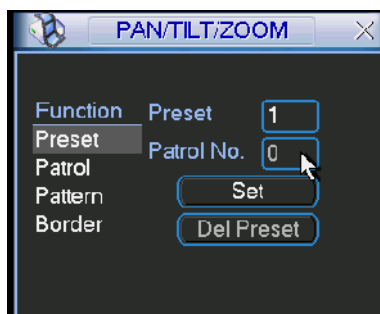 PAN/TILT/ZOOM
Function
Preset
Patrol
Pattern
Border
Preset 1
Patrol No. 0
Set
Del Preset